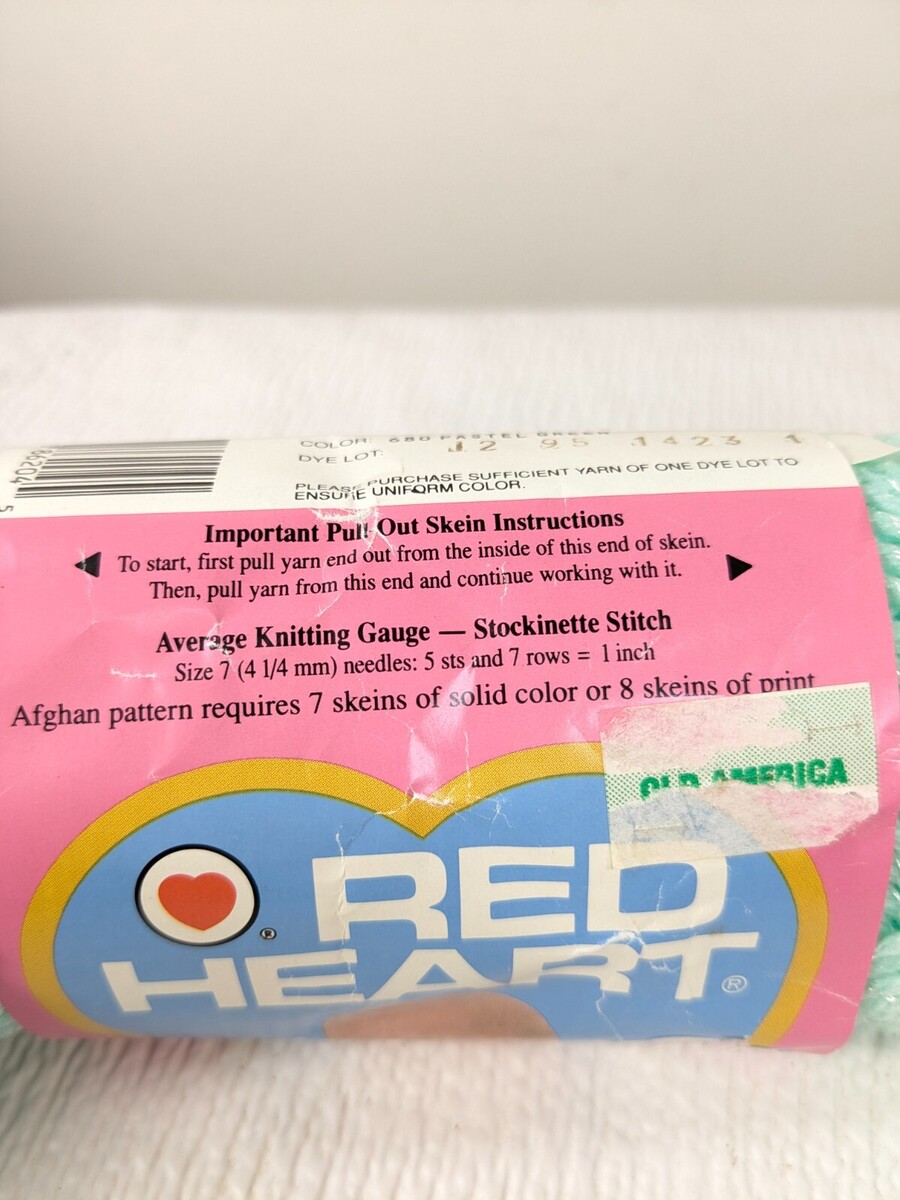 86204
5
COLOR: 680 PASTEL GREEN
DYE LOT: J2 95 1423 1
PLEASE PURCHASE SUFFICIENT YARN OF ONE DYE LOT TO
ENSURE UNIFORM COLOR.
Important Pull-Out Skein Instructions
To start, first pull yarn end out from the inside of this end of skein.
Then, pull yarn from this end and continue working with it.
Average Knitting Gauge — Stockinette Stitch
Size 7 (4 1/4 mm) needles: 5 sts and 7 rows = 1 inch
Afghan pattern requires 7 skeins of solid color or 8 skeins of print
OLD AMERICA
® RED
HEART®